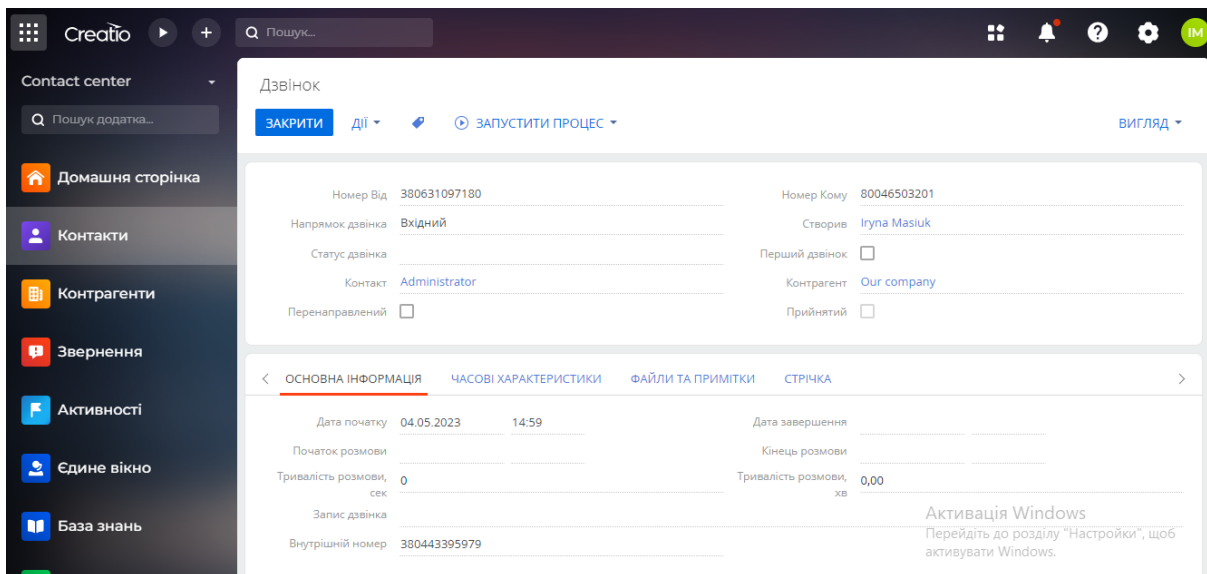 Creatio
Пошук...
IM
Contact center
Пошук додатка...
Домашня сторінка
Контакти
Контрагенти
Звернення
Активності
Єдине вікно
База знань
Дзвінок
ЗАКРИТИ ДІЇ ЗАПУСТИТИ ПРОЦЕС ВИГЛЯД
Номер Від 380631097180 Номер Кому 80046503201
Напрямок дзвінка Вхідний Створив Iryna Masiuk
Статус дзвінка Перший дзвінок
Контакт Administrator Контрагент Our company
Перенаправлений Прийнятий
ОСНОВНА ІНФОРМАЦІЯ ЧАСОВІ ХАРАКТЕРИСТИКИ ФАЙЛИ ТА ПРИМІТКИ СТРІЧКА
Дата початку 04.05.2023 14:59 Дата завершення
Початок розмови Кінець розмови
Тривалість розмови, сек 0 Тривалість розмови, хв 0,00
Запис дзвінка
Внутрішній номер 380443395979
Активація Windows
Перейдіть до розділу "Настройки", щоб
активувати Windows.